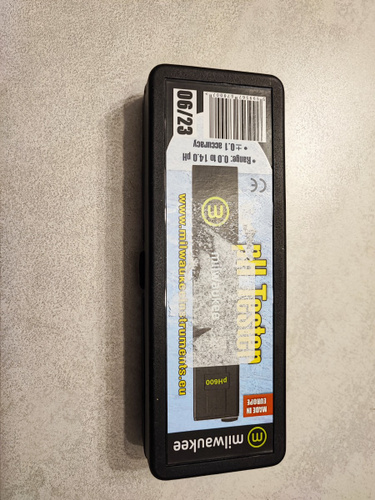 milwaukee
MADE IN
EUROPE
pH Tester
pH600
milwaukee
www.milwaukeeinstruments.eu
• Range: 0.0 to 14.0 pH
• ± 0.1 accuracy
CE
06/23